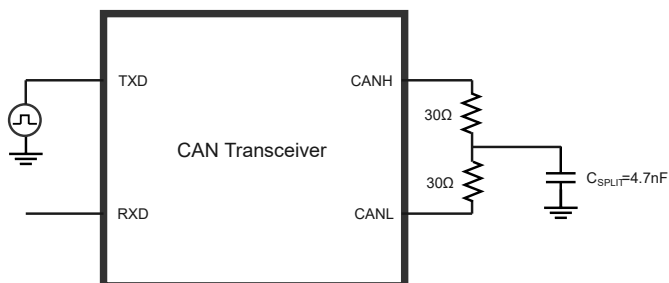 TXD
CANH
30Ω
CAN Transceiver
30Ω
C_SPLIT=4.7nF
RXD
CANL